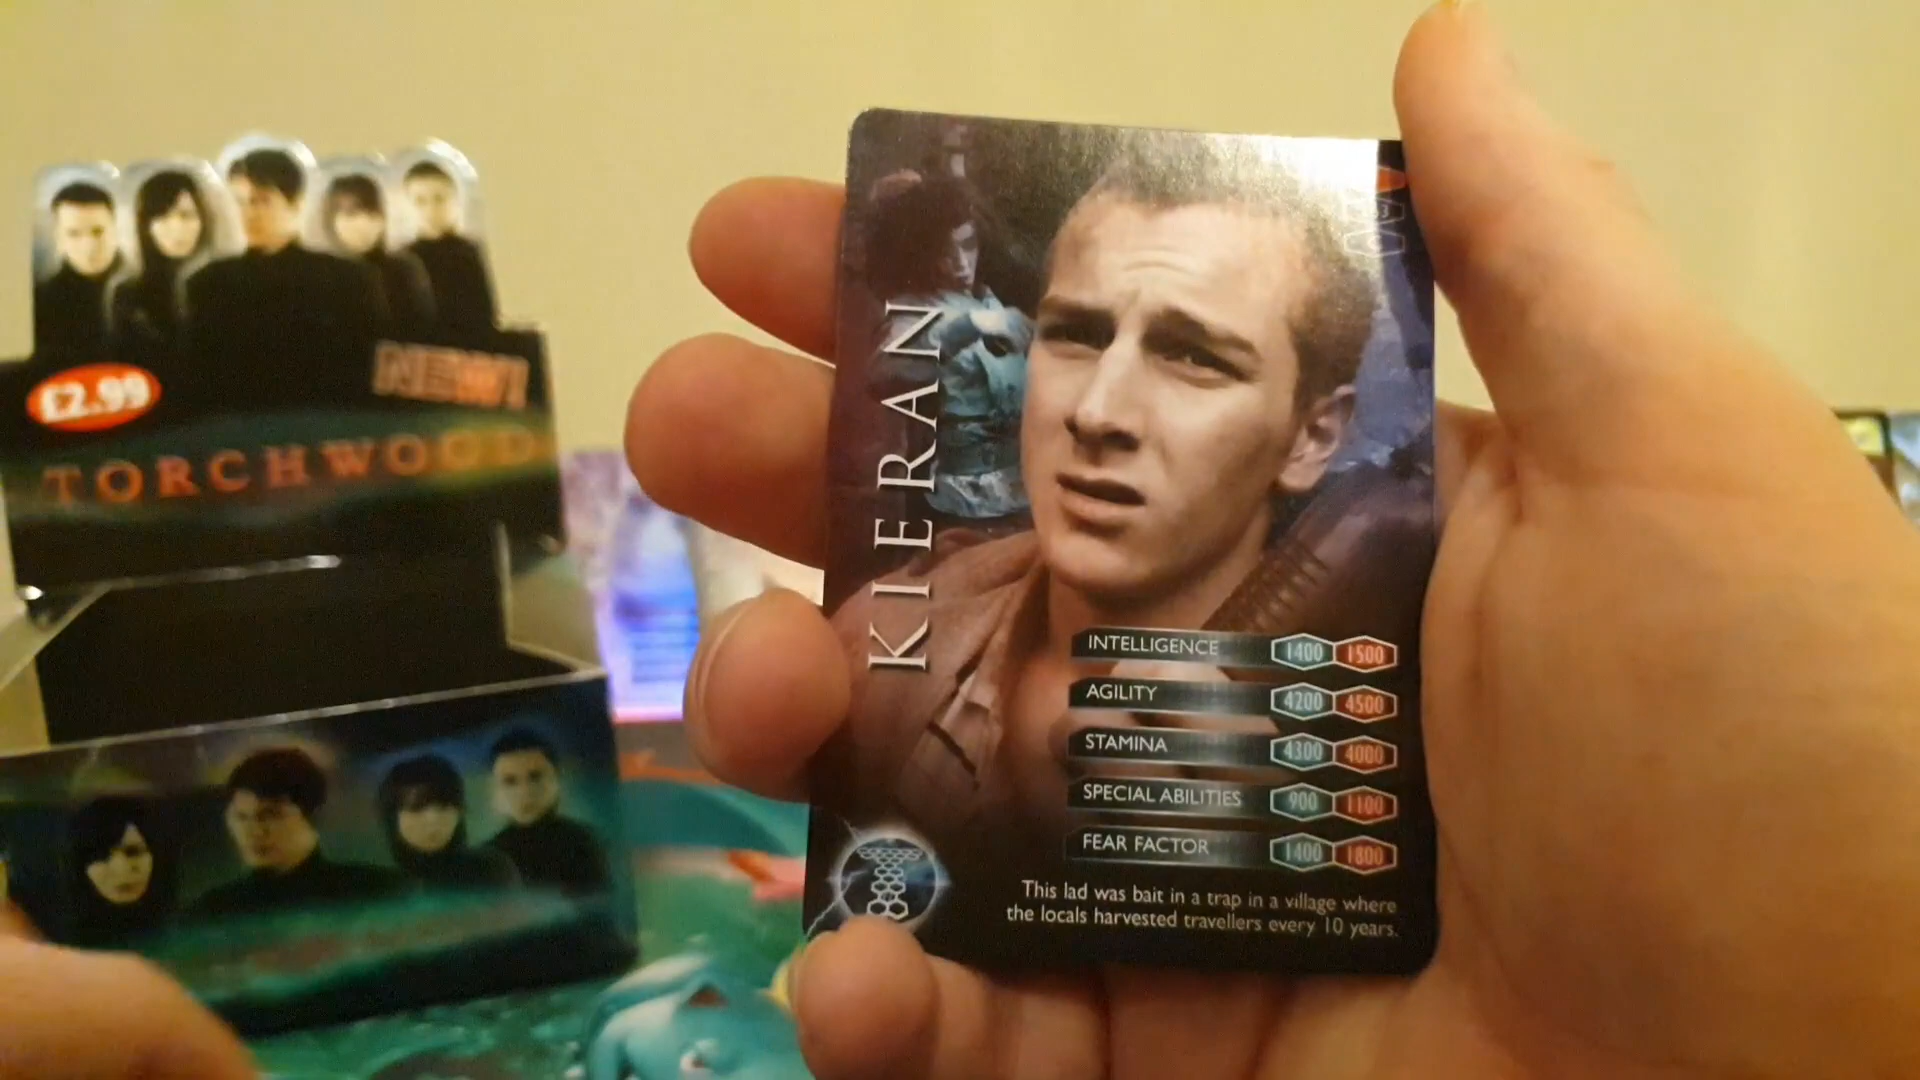 £2.99
NEW!
TORCHWOOD
KIERAN
INTELLIGENCE 1400 1500
AGILITY 4200 4500
STAMINA 4300 4000
SPECIAL ABILITIES 900 1100
FEAR FACTOR 1400 1800
This lad was bait in a trap in a village where
the locals harvested travellers every 10 years.